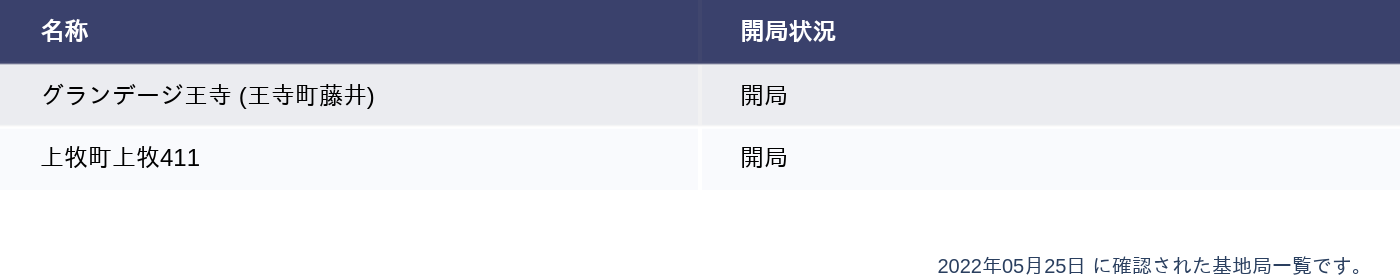 名称 開局状況
グランデージ王寺 (王寺町藤井) 開局
上牧町上牧411 開局
2022年05月25日 に確認された基地局一覧です。